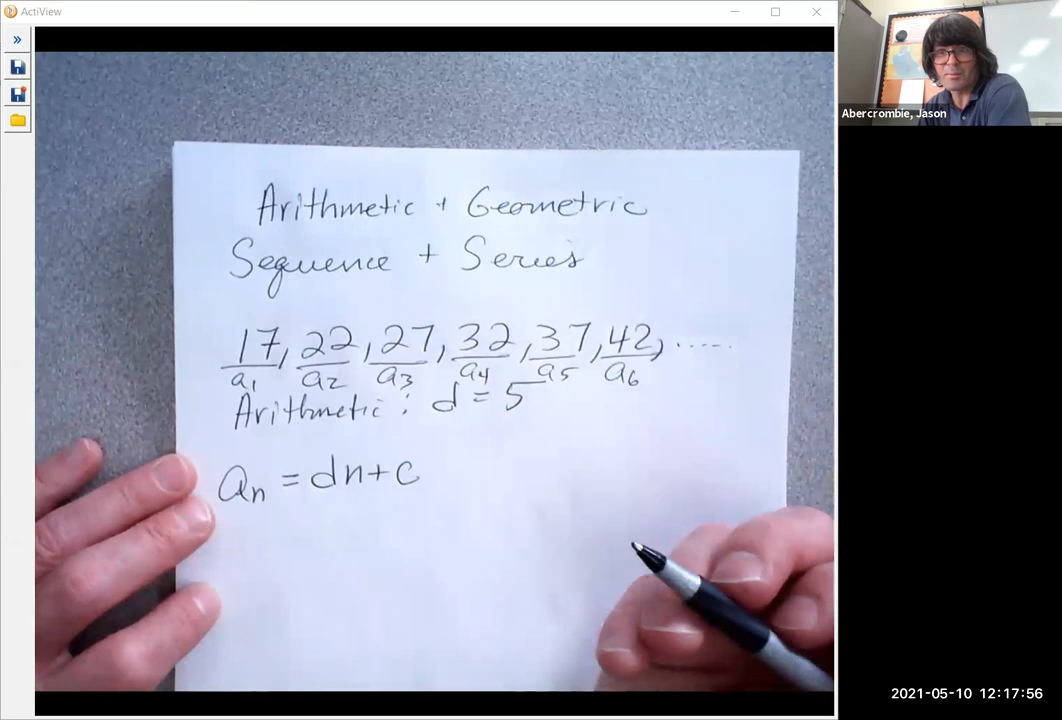 ActiView
Abercrombie, Jason
Arithmetic + Geometric
Sequence + Series
17, 22, 27, 32, 37, 42, .....
a₁ a₂ a₃ a₄ a₅ a₆
Arithmetic : d = 5
aₙ = dn+c
2021-05-10 12:17:56